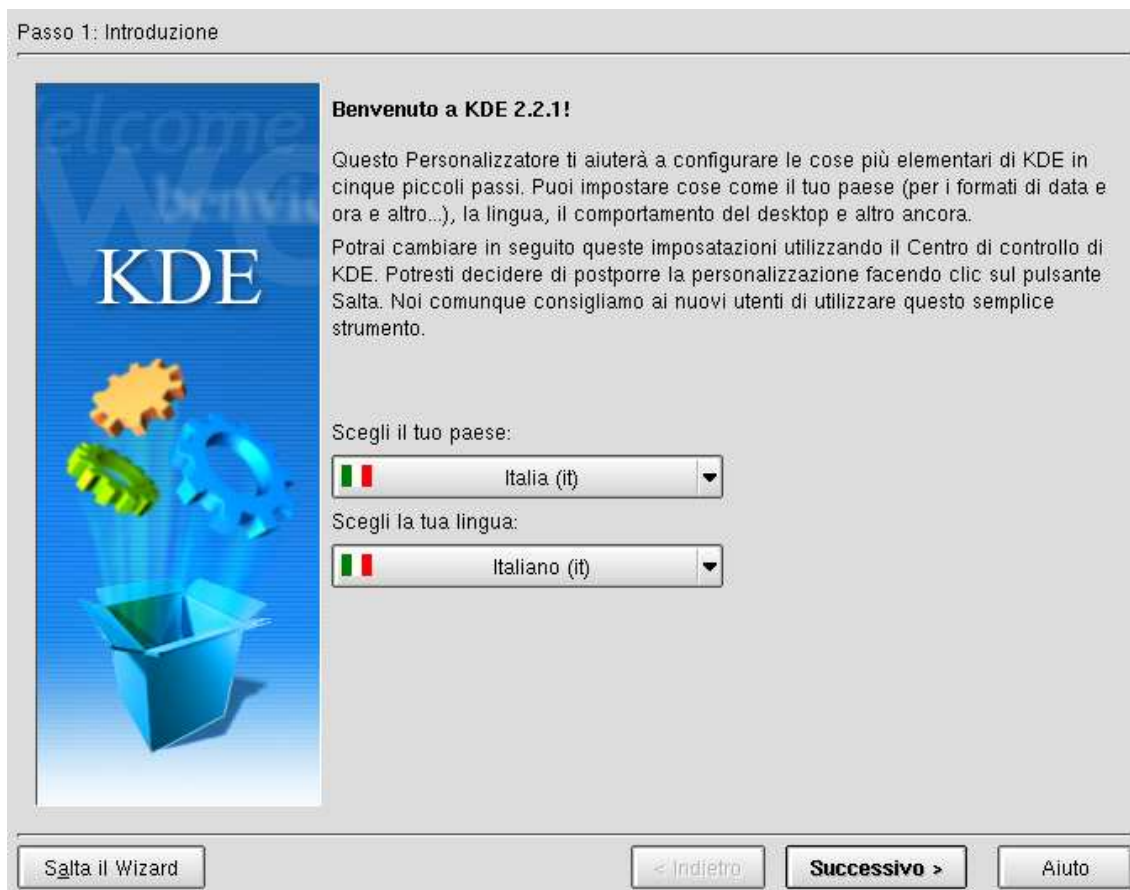 Passo 1: Introduzione
elcome
We
benvie
KDE
Benvenuto a KDE 2.2.1!
Questo Personalizzatore ti aiuterà a configurare le cose più elementari di KDE in
cinque piccoli passi. Puoi impostare cose come il tuo paese (per i formati di data e
ora e altro...), la lingua, il comportamento del desktop e altro ancora.
Potrai cambiare in seguito queste imposatazioni utilizzando il Centro di controllo di
KDE. Potresti decidere di postporre la personalizzazione facendo clic sul pulsante
Salta. Noi comunque consigliamo ai nuovi utenti di utilizzare questo semplice
strumento.
Scegli il tuo paese:
Italia (it)
Scegli la tua lingua:
Italiano (it)
Salta il Wizard
< Indietro
Successivo >
Aiuto